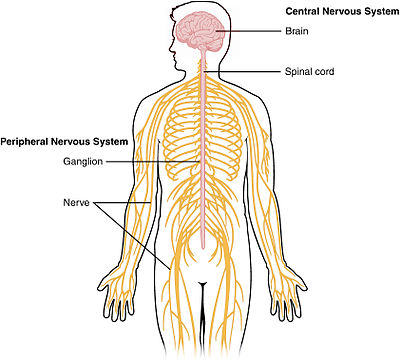 Central Nervous System
Brain
Spinal cord
Peripheral Nervous System
Ganglion
Nerve